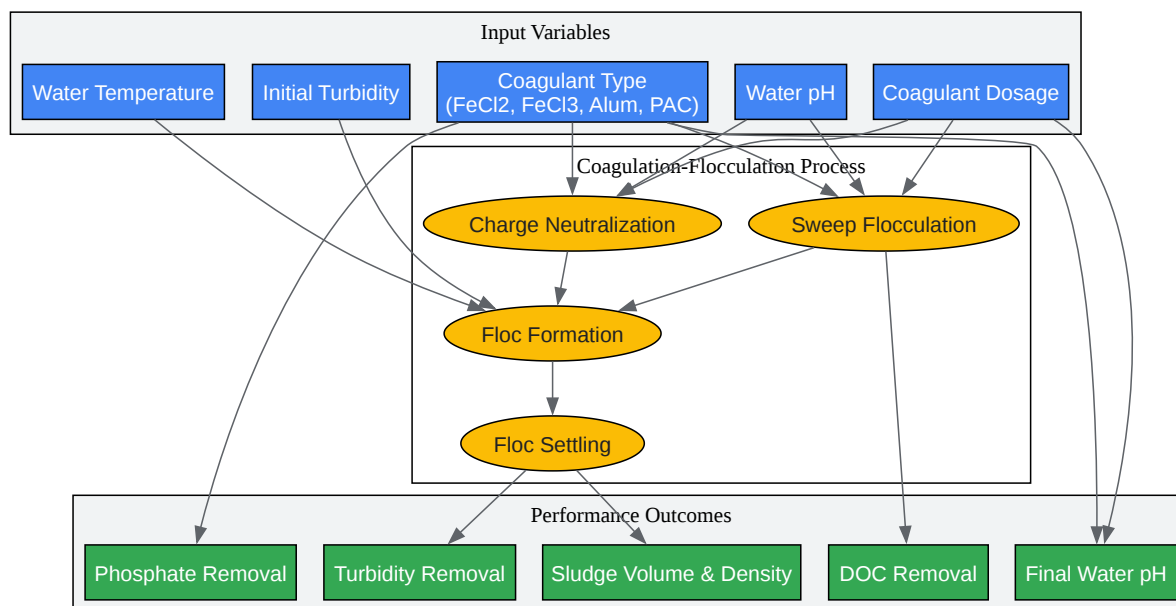 Input Variables
Water Temperature
Initial Turbidity
Coagulant Type
(FeCl2, FeCl3, Alum, PAC)
Water pH
Coagulant Dosage
Coagulation-Flocculation Process
Charge Neutralization
Sweep Flocculation
Floc Formation
Floc Settling
Performance Outcomes
Phosphate Removal
Turbidity Removal
Sludge Volume & Density
DOC Removal
Final Water pH